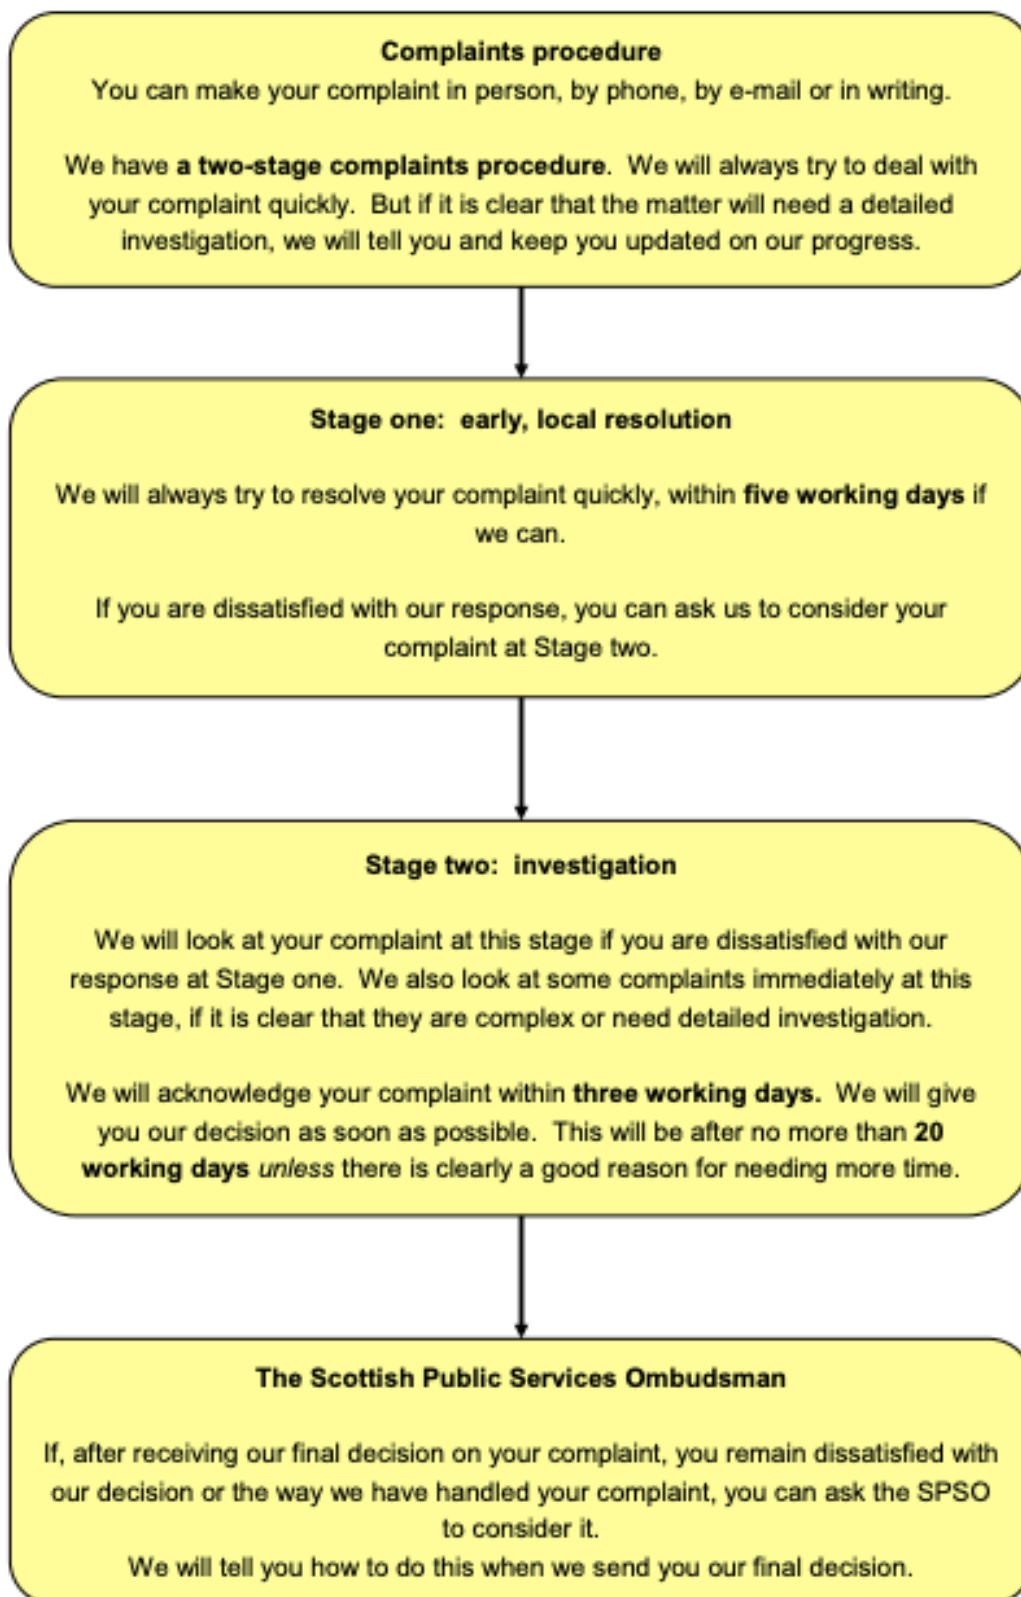 Complaints procedure
You can make your complaint in person, by phone, by e-mail or in writing.
We have a two-stage complaints procedure. We will always try to deal with
your complaint quickly. But if it is clear that the matter will need a detailed
investigation, we will tell you and keep you updated on our progress.
Stage one: early, local resolution
We will always try to resolve your complaint quickly, within five working days if
we can.
If you are dissatisfied with our response, you can ask us to consider your
complaint at Stage two.
Stage two: investigation
We will look at your complaint at this stage if you are dissatisfied with our
response at Stage one. We also look at some complaints immediately at this
stage, if it is clear that they are complex or need detailed investigation.
We will acknowledge your complaint within three working days. We will give
you our decision as soon as possible. This will be after no more than 20
working days unless there is clearly a good reason for needing more time.
The Scottish Public Services Ombudsman
If, after receiving our final decision on your complaint, you remain dissatisfied with
our decision or the way we have handled your complaint, you can ask the SPSO
to consider it.
We will tell you how to do this when we send you our final decision.